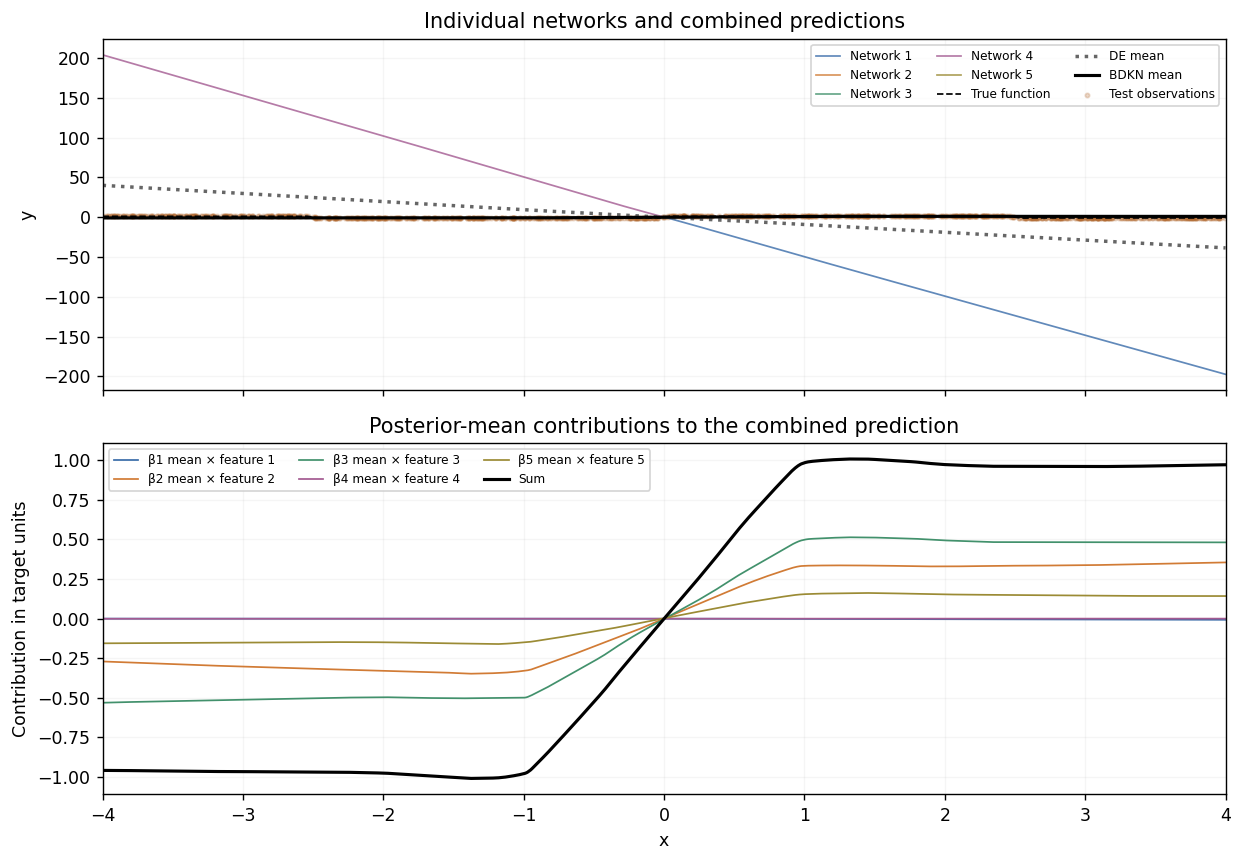 Individual networks and combined predictions
200
150
100
50
0
−50
−100
−150
−200
y
Network 1 Network 4 DE mean
Network 2 Network 5 BDKN mean
Network 3 True function Test observations
Posterior-mean contributions to the combined prediction
1.00
0.75
0.50
0.25
0.00
−0.25
−0.50
−0.75
−1.00
Contribution in target units
β1 mean × feature 1 β3 mean × feature 3 β5 mean × feature 5
β2 mean × feature 2 β4 mean × feature 4 Sum
−4 −3 −2 −1 0 1 2 3 4
x